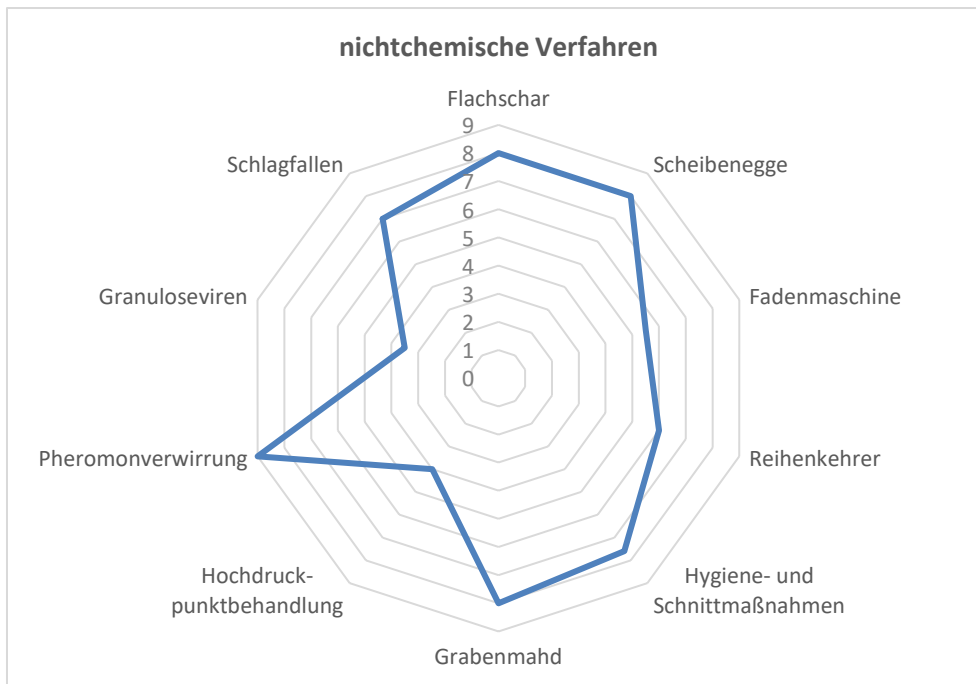 nichtchemische Verfahren
Flachschar
Scheibenegge
Fadenmaschine
Reihenkehrer
Hygiene- und
Schnittmaßnahmen
Grabenmahd
Hochdruck-
punktbehandlung
Pheromonverwirrung
Granuloseviren
Schlagfallen
9
8
7
6
5
4
3
2
1
0